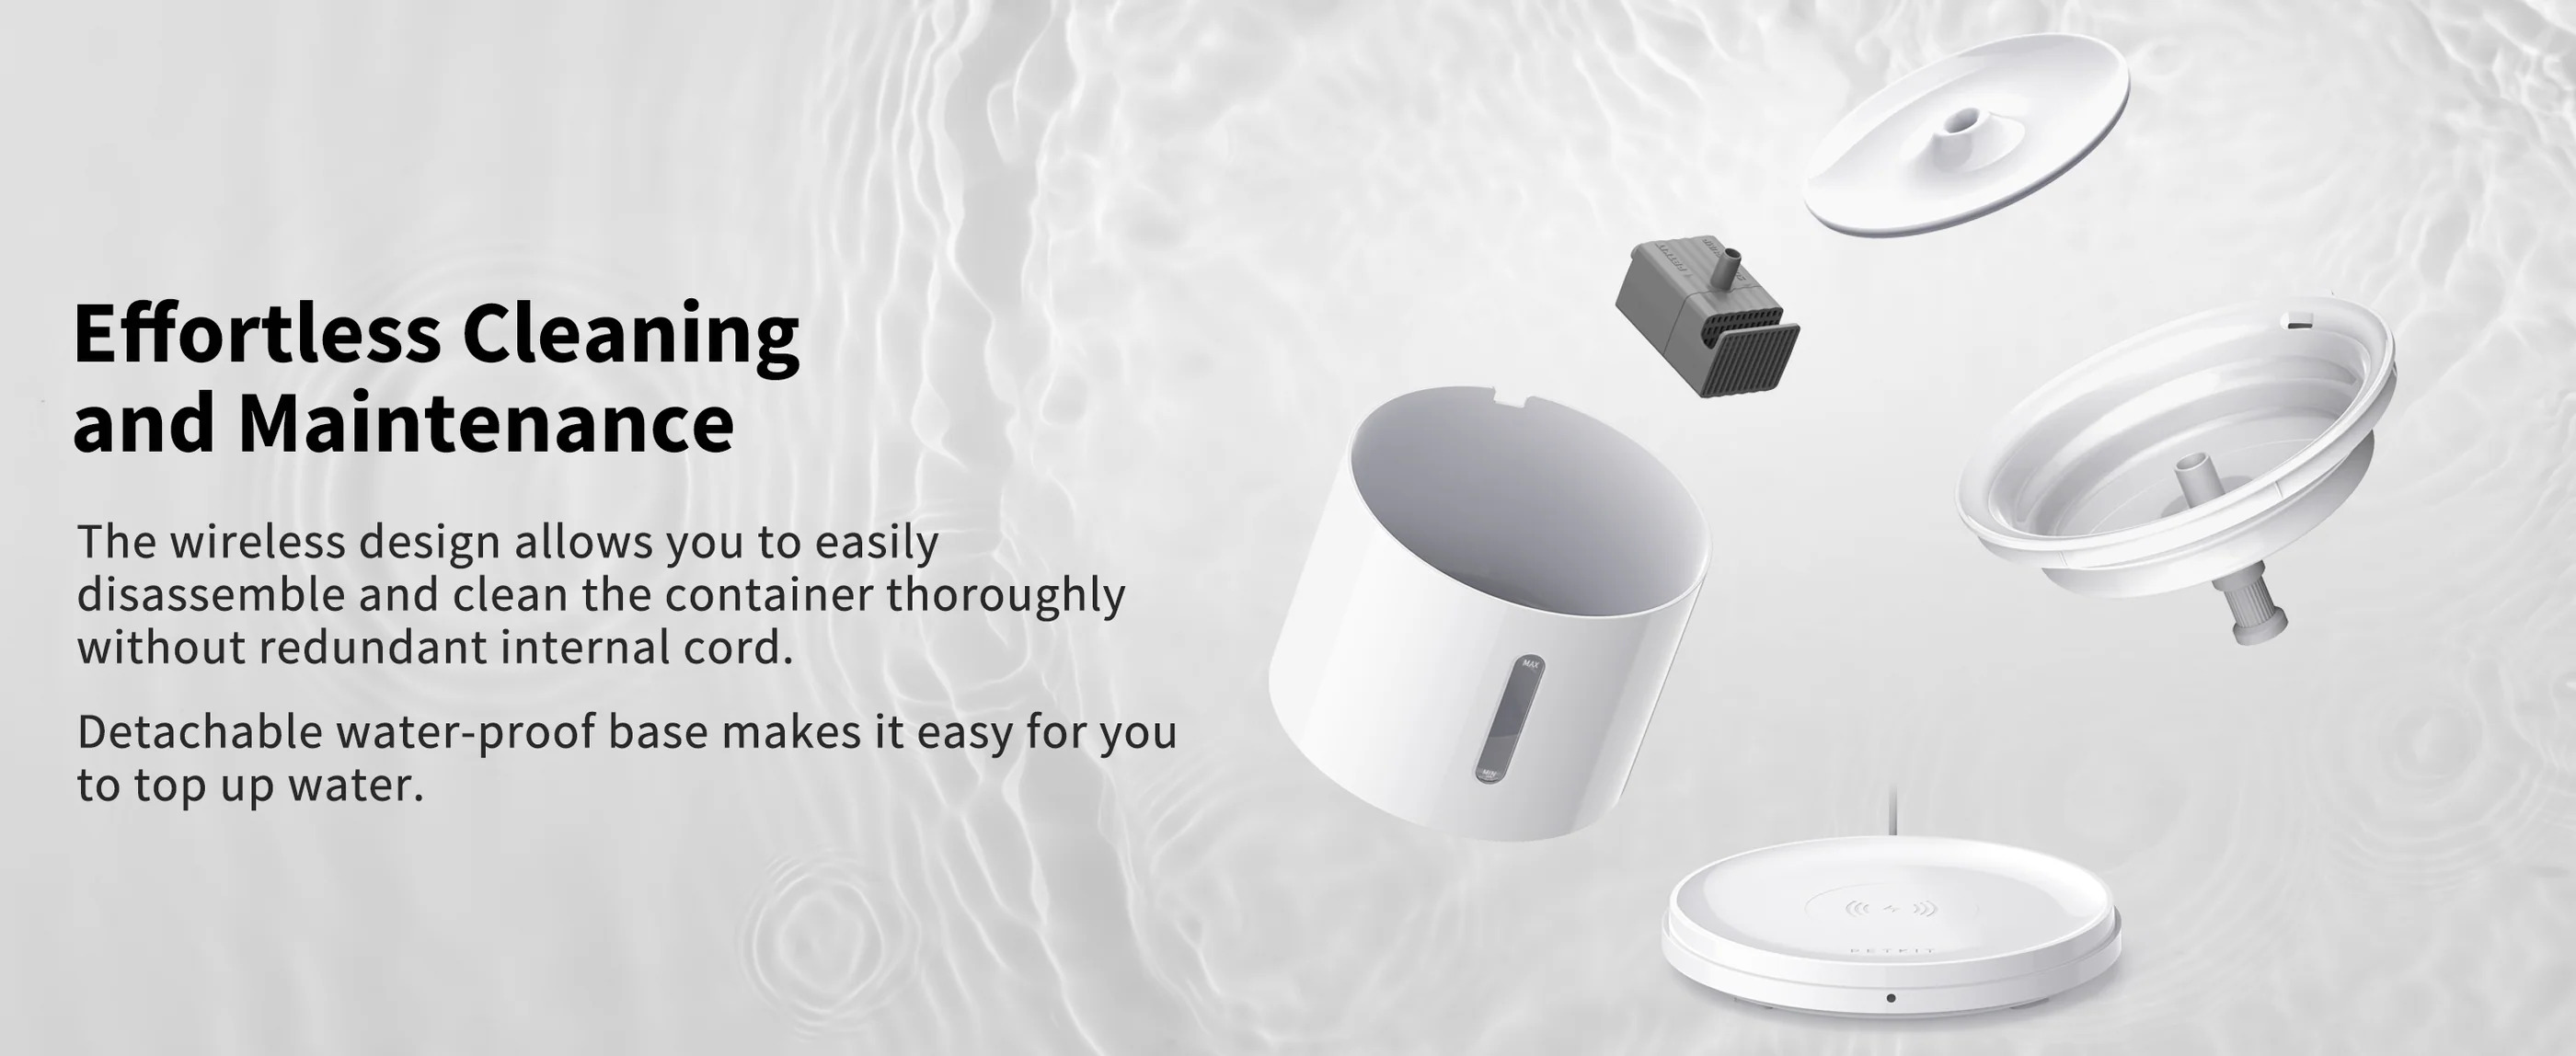 Effortless Cleaning
and Maintenance
The wireless design allows you to easily
disassemble and clean the container thoroughly
without redundant internal cord.
Detachable water-proof base makes it easy for you
to top up water.
MAX
MIN
PETKIT